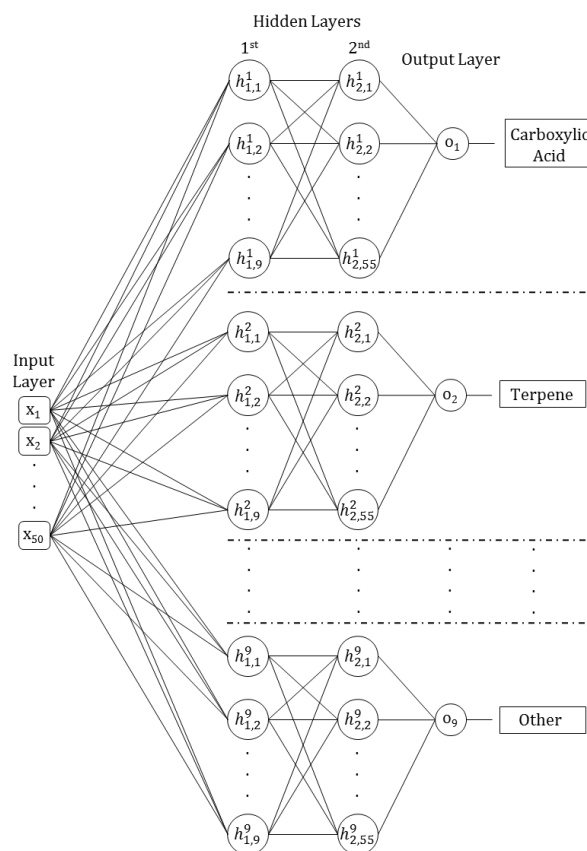 Hidden Layers
1st 2nd Output Layer
h¹₁,₁ h¹₂,₁
h¹₁,₂ h¹₂,₂ o₁ Carboxylic
Acid
h¹₁,₉ h¹₂,₅₅
h²₁,₁ h²₂,₁
Input
Layer
x₁ h²₁,₂ h²₂,₂ o₂ Terpene
x₂
h²₁,₉ h²₂,₅₅
x₅₀
h⁹₁,₁ h⁹₂,₁
h⁹₁,₂ h⁹₂,₂ o₉ Other
h⁹₁,₉ h⁹₂,₅₅